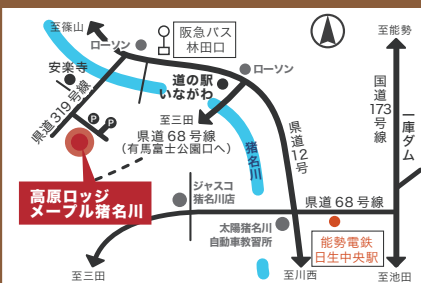 至篠山
ローソン
阪急バス
林田口
至能勢
安楽寺
道の駅
いながわ
ローソン
県道319号線
P
P
至三田
県道68号線
(有馬富士公園口へ)
猪名川
県道12号
国道173号線
一庫ダム
高原ロッジ
メープル猪名川
ジャスコ
猪名川店
県道68号線
太陽猪名川
自動車教習所
能勢電鉄
日生中央駅
至三田
至川西
至池田